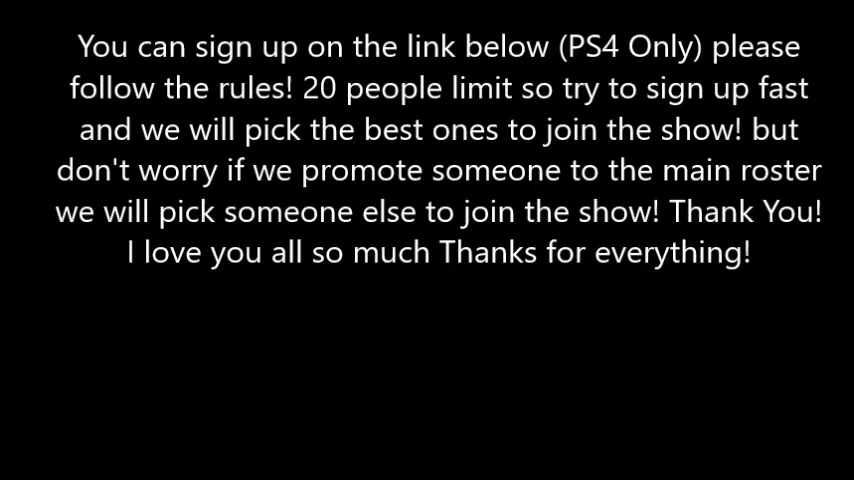 You can sign up on the link below (PS4 Only) please
follow the rules! 20 people limit so try to sign up fast
and we will pick the best ones to join the show! but
don't worry if we promote someone to the main roster
we will pick someone else to join the show! Thank You!
I love you all so much Thanks for everything!